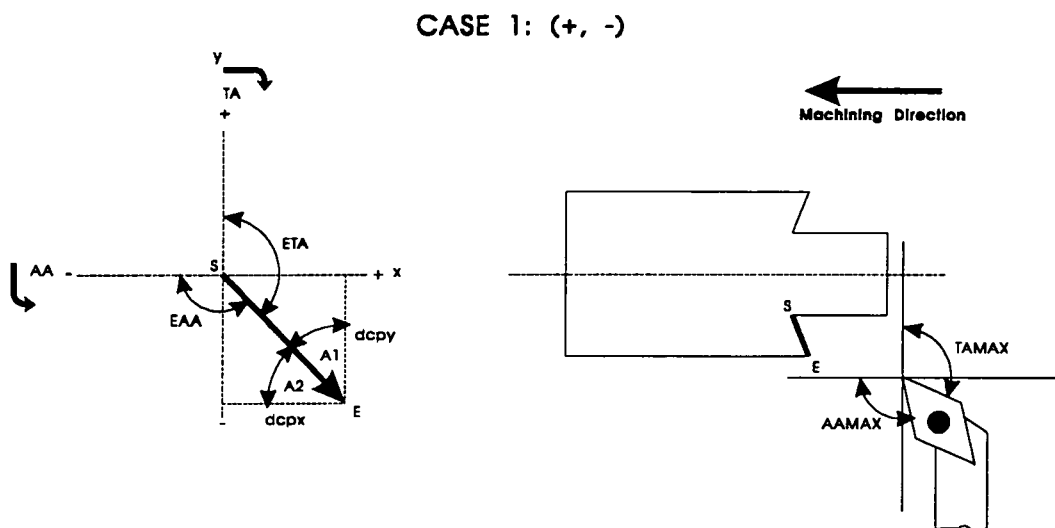 CASE 1: (+, -)
y
TA
+
Machining Direction
ETA
S
AA - + x
EAA
dcpy
A1
A2
E
dcpx
-
S
E
TAMAX
AAMAX